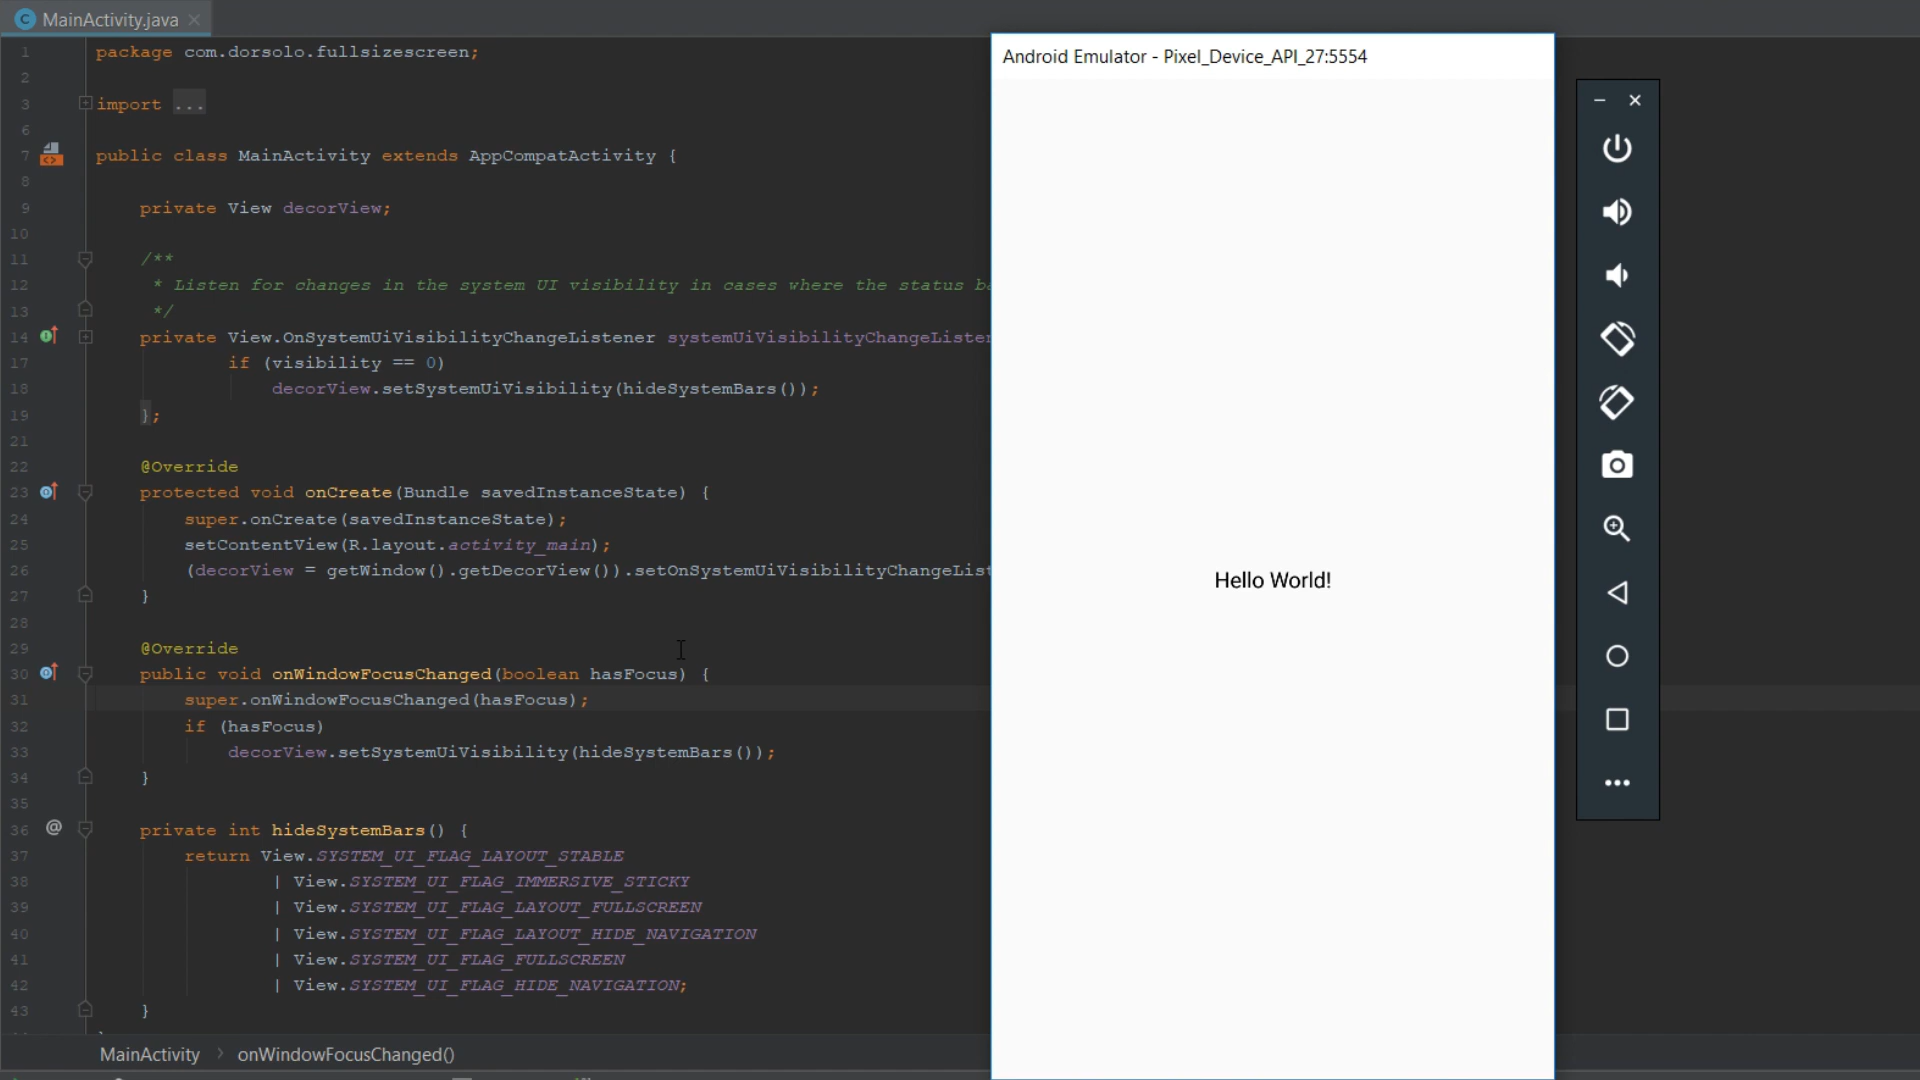 MainActivity.java
1 package com.dorsolo.fullsizescreen;
2
3 import ...
6
7 public class MainActivity extends AppCompatActivity {
8
9 private View decorView;
10
11 /**
12 * Listen for changes in the system UI visibility in cases where the status
13 */
14 private View.OnSystemUiVisibilityChangeListener systemUiVisibilityChangeListener
17 if (visibility == 0)
18 decorView.setSystemUiVisibility(hideSystemBars());
19 };
21
22 @Override
23 protected void onCreate(Bundle savedInstanceState) {
24 super.onCreate(savedInstanceState);
25 setContentView(R.layout.activity_main);
26 (decorView = getWindow().getDecorView()).setOnSystemUiVisibilityChangeList
27 }
28
29 @Override
30 public void onWindowFocusChanged(boolean hasFocus) {
31 super.onWindowFocusChanged(hasFocus);
32 if (hasFocus)
33 decorView.setSystemUiVisibility(hideSystemBars());
34 }
35
36 @ private int hideSystemBars() {
37 return View.SYSTEM_UI_FLAG_LAYOUT_STABLE
38 | View.SYSTEM_UI_FLAG_IMMERSIVE_STICKY
39 | View.SYSTEM_UI_FLAG_LAYOUT_FULLSCREEN
40 | View.SYSTEM_UI_FLAG_LAYOUT_HIDE_NAVIGATION
41 | View.SYSTEM_UI_FLAG_FULLSCREEN
42 | View.SYSTEM_UI_FLAG_HIDE_NAVIGATION;
43 }
MainActivity > onWindowFocusChanged()
Android Emulator - Pixel_Device_API_27:5554
Hello World!